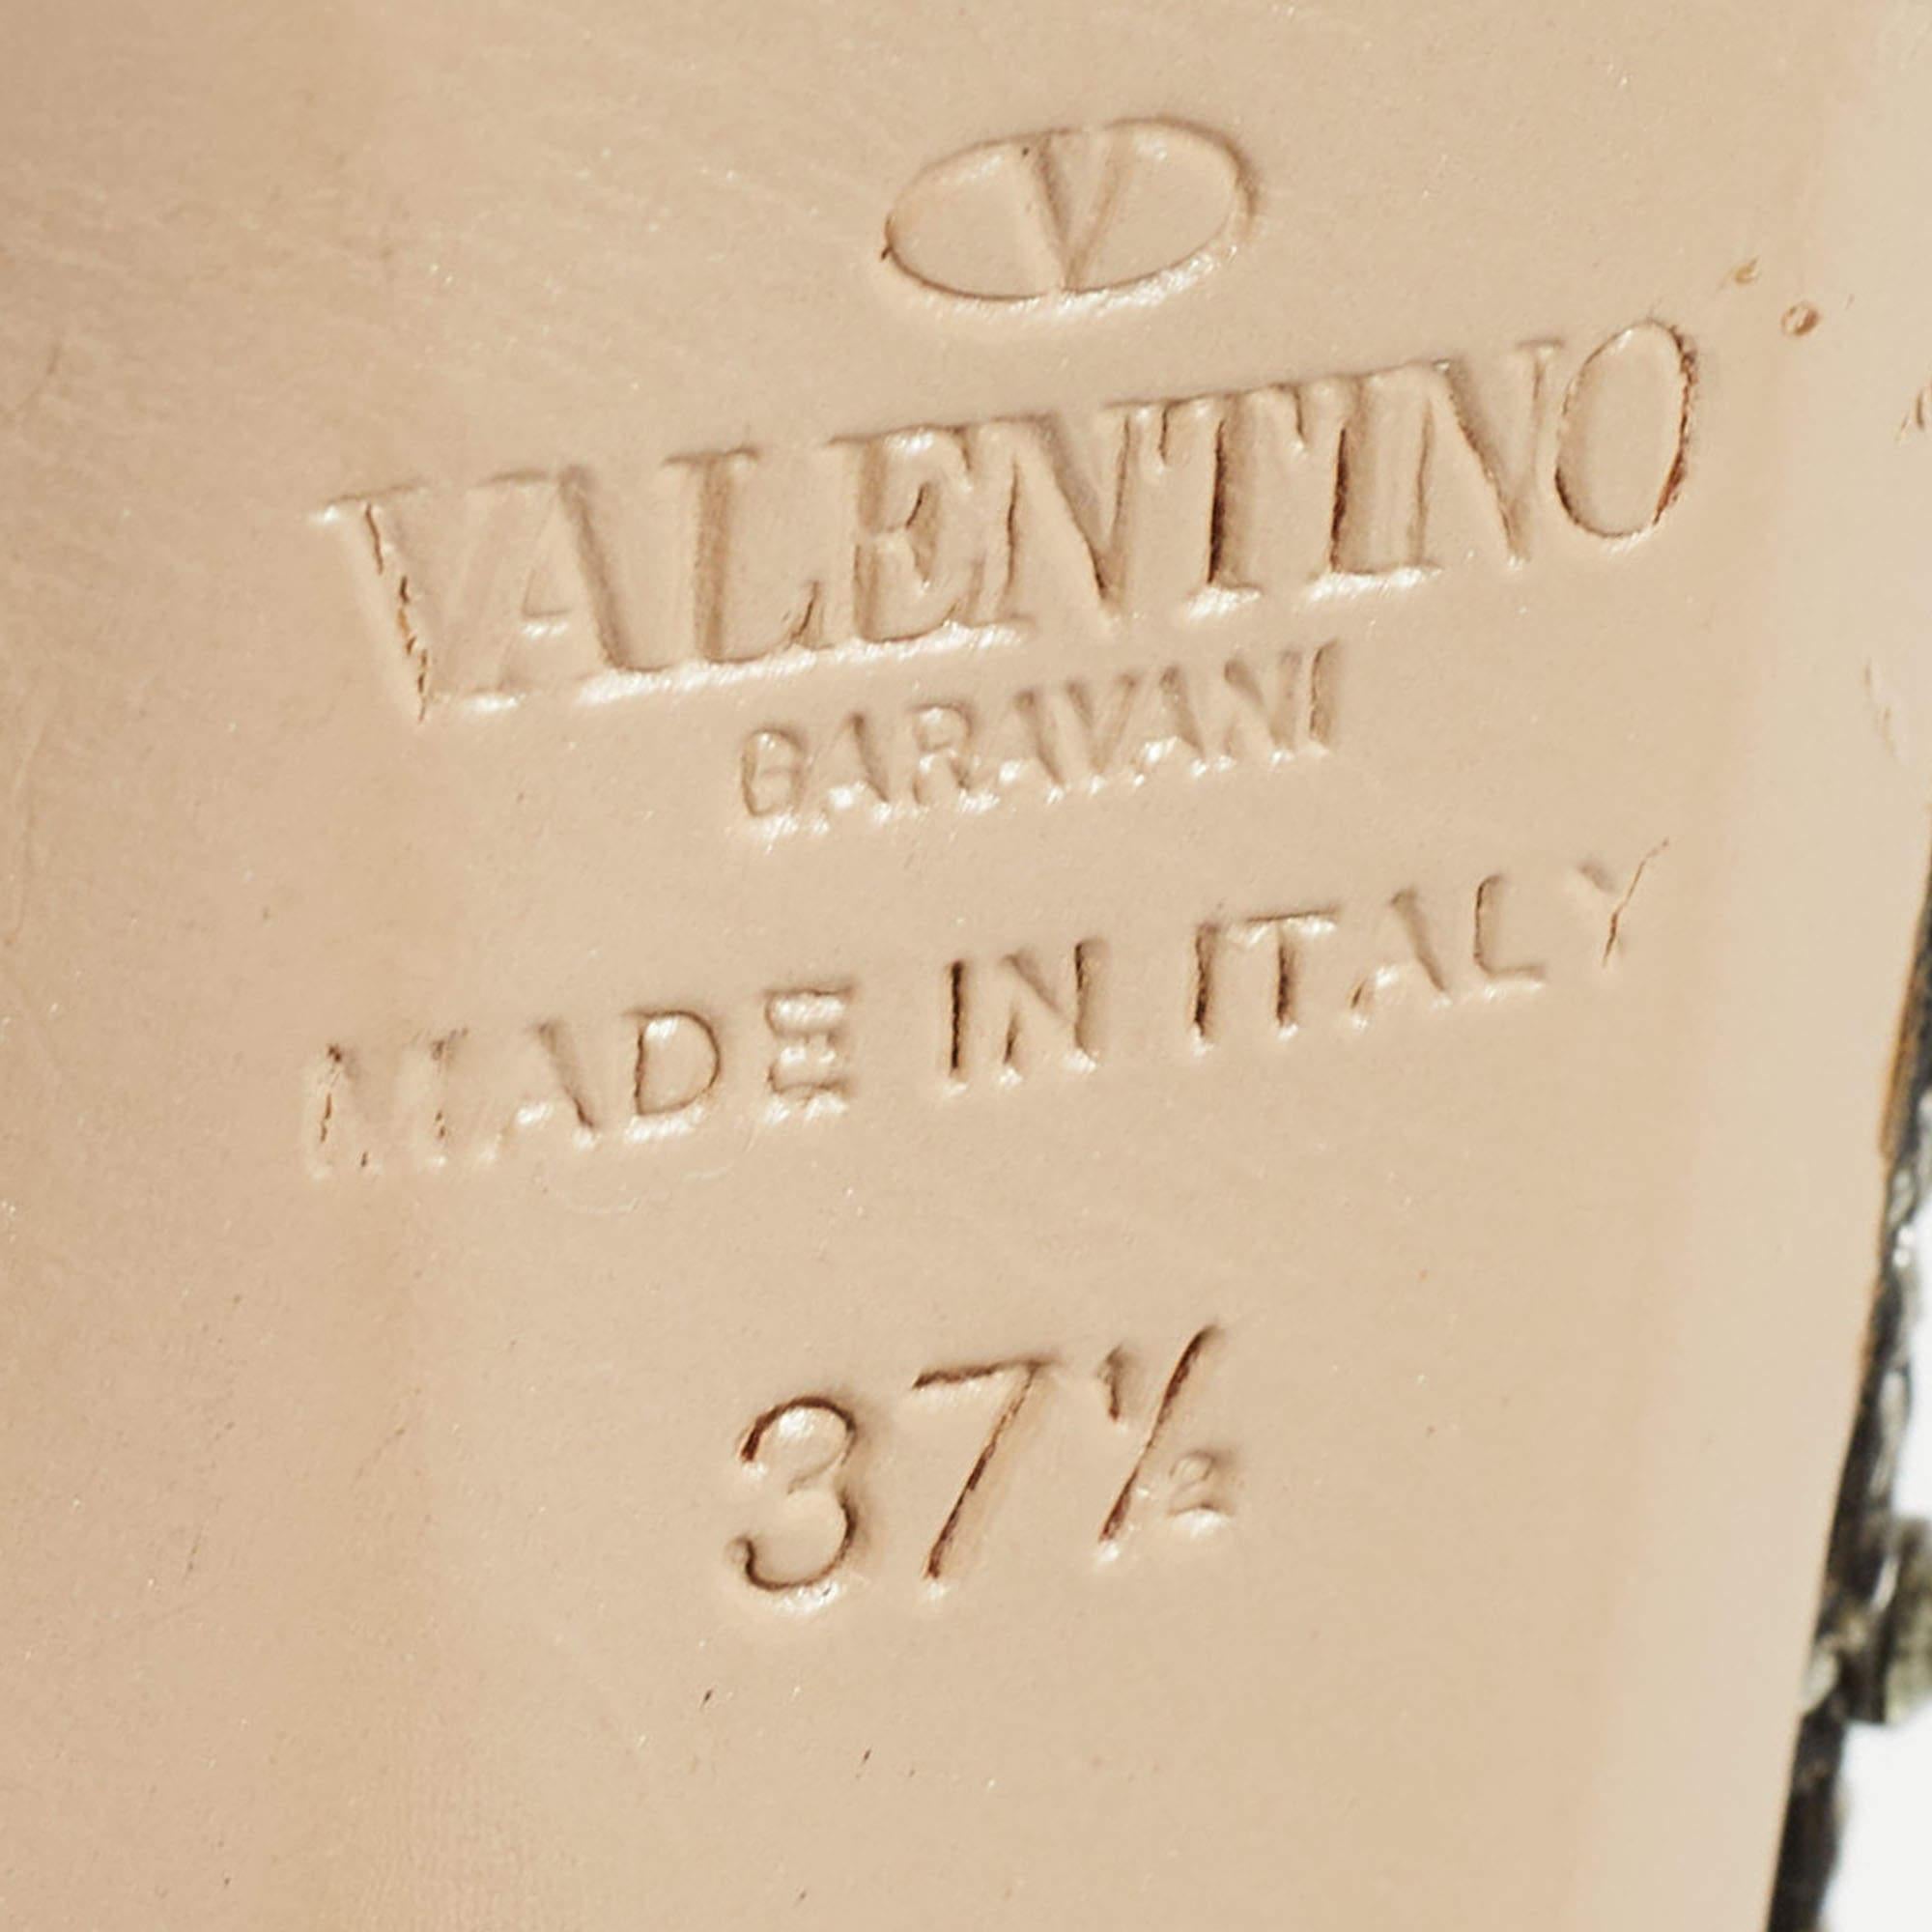 V
VALENTINO
GARAVANI
MADE IN ITALY
37½